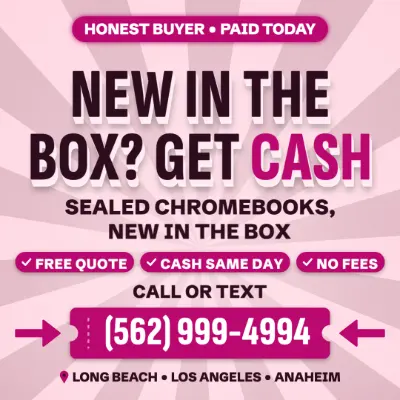 HONEST BUYER • PAID TODAY
NEW IN THE
BOX? GET CASH
SEALED CHROMEBOOKS,
NEW IN THE BOX
✓ FREE QUOTE ✓ CASH SAME DAY ✓ NO FEES
CALL OR TEXT
(562) 999-4994
LONG BEACH • LOS ANGELES • ANAHEIM